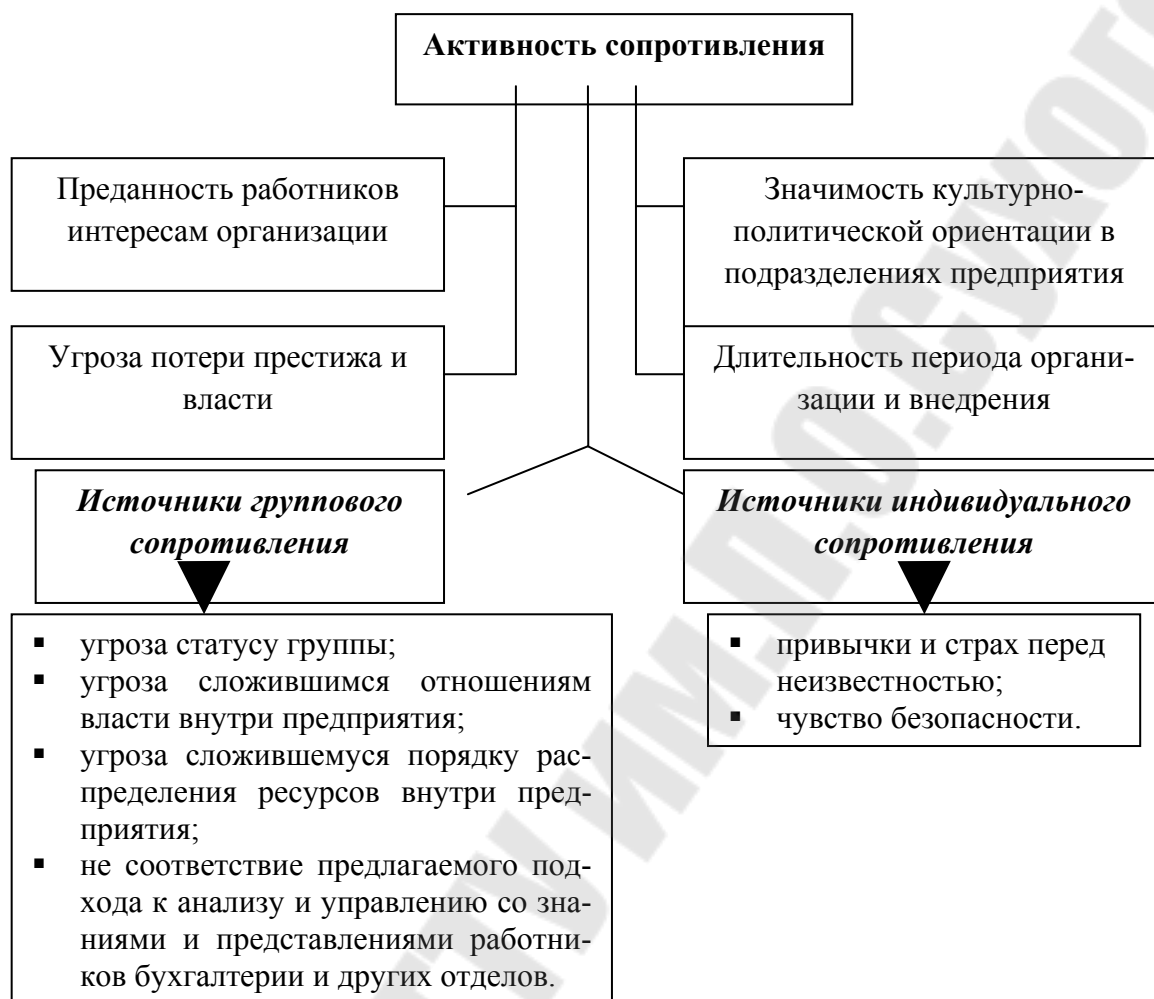 Активность сопротивления
Преданность работников
интересам организации
Значимость культурно-
политической ориентации в
подразделениях предприятия
Угроза потери престижа и
власти
Длительность периода органи-
зации и внедрения
Источники группового
сопротивления
Источники индивидуального
сопротивления
▪ угроза статусу группы;
▪ угроза сложившимся отношениям
власти внутри предприятия;
▪ угроза сложившемуся порядку рас-
пределения ресурсов внутри пред-
приятия;
▪ не соответствие предлагаемого под-
хода к анализу и управлению со зна-
ниями и представлениями работни-
ков бухгалтерии и других отделов.
▪ привычки и страх перед
неизвестностью;
▪ чувство безопасности.
им.П.О.Сухого